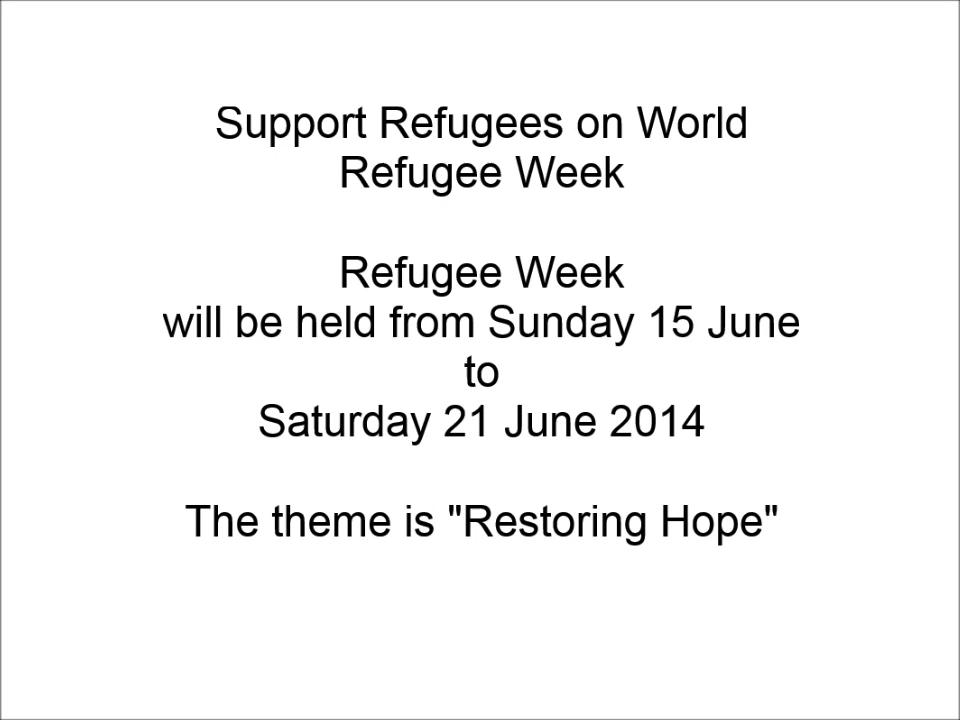 Support Refugees on World
Refugee Week
Refugee Week
will be held from Sunday 15 June
to
Saturday 21 June 2014
The theme is "Restoring Hope"